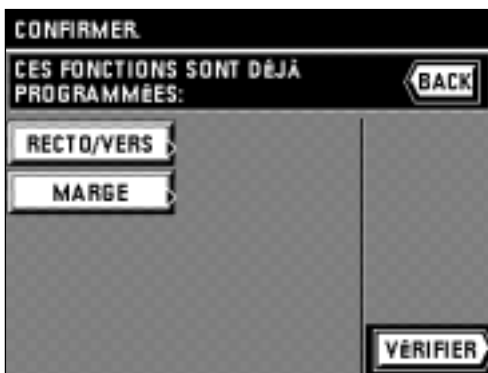 CONFIRMER.
CES FONCTIONS SONT DÉJÀ
PROGRAMMÉES:
BACK
RECTO/VERS
MARGE
VÉRIFIER